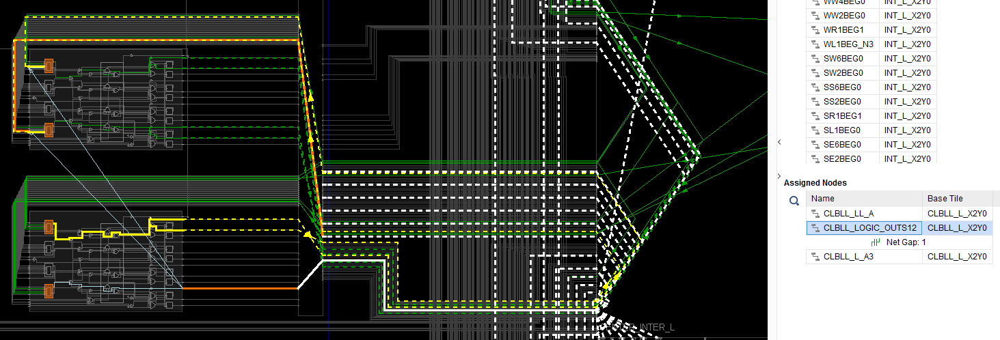 WW4BEG0 INT_L_X2Y0
WW2BEG0 INT_L_X2Y0
WR1BEG1 INT_L_X2Y0
WL1BEG_N3 INT_L_X2Y0
SW6BEG0 INT_L_X2Y0
SW2BEG0 INT_L_X2Y0
SS6BEG0 INT_L_X2Y0
SS2BEG0 INT_L_X2Y0
SR1BEG1 INT_L_X2Y0
SL1BEG0 INT_L_X2Y0
SE6BEG0 INT_L_X2Y0
SE2BEG0 INT_L_X2Y0
Assigned Nodes
Name Base Tile
CLBLL_LL_A CLBLL_L_X2Y0
CLBLL_LOGIC_OUTS12 CLBLL_L_X2Y0
Net Gap: 1
CLBLL_L_A3 CLBLL_L_X2Y0
INTER_L